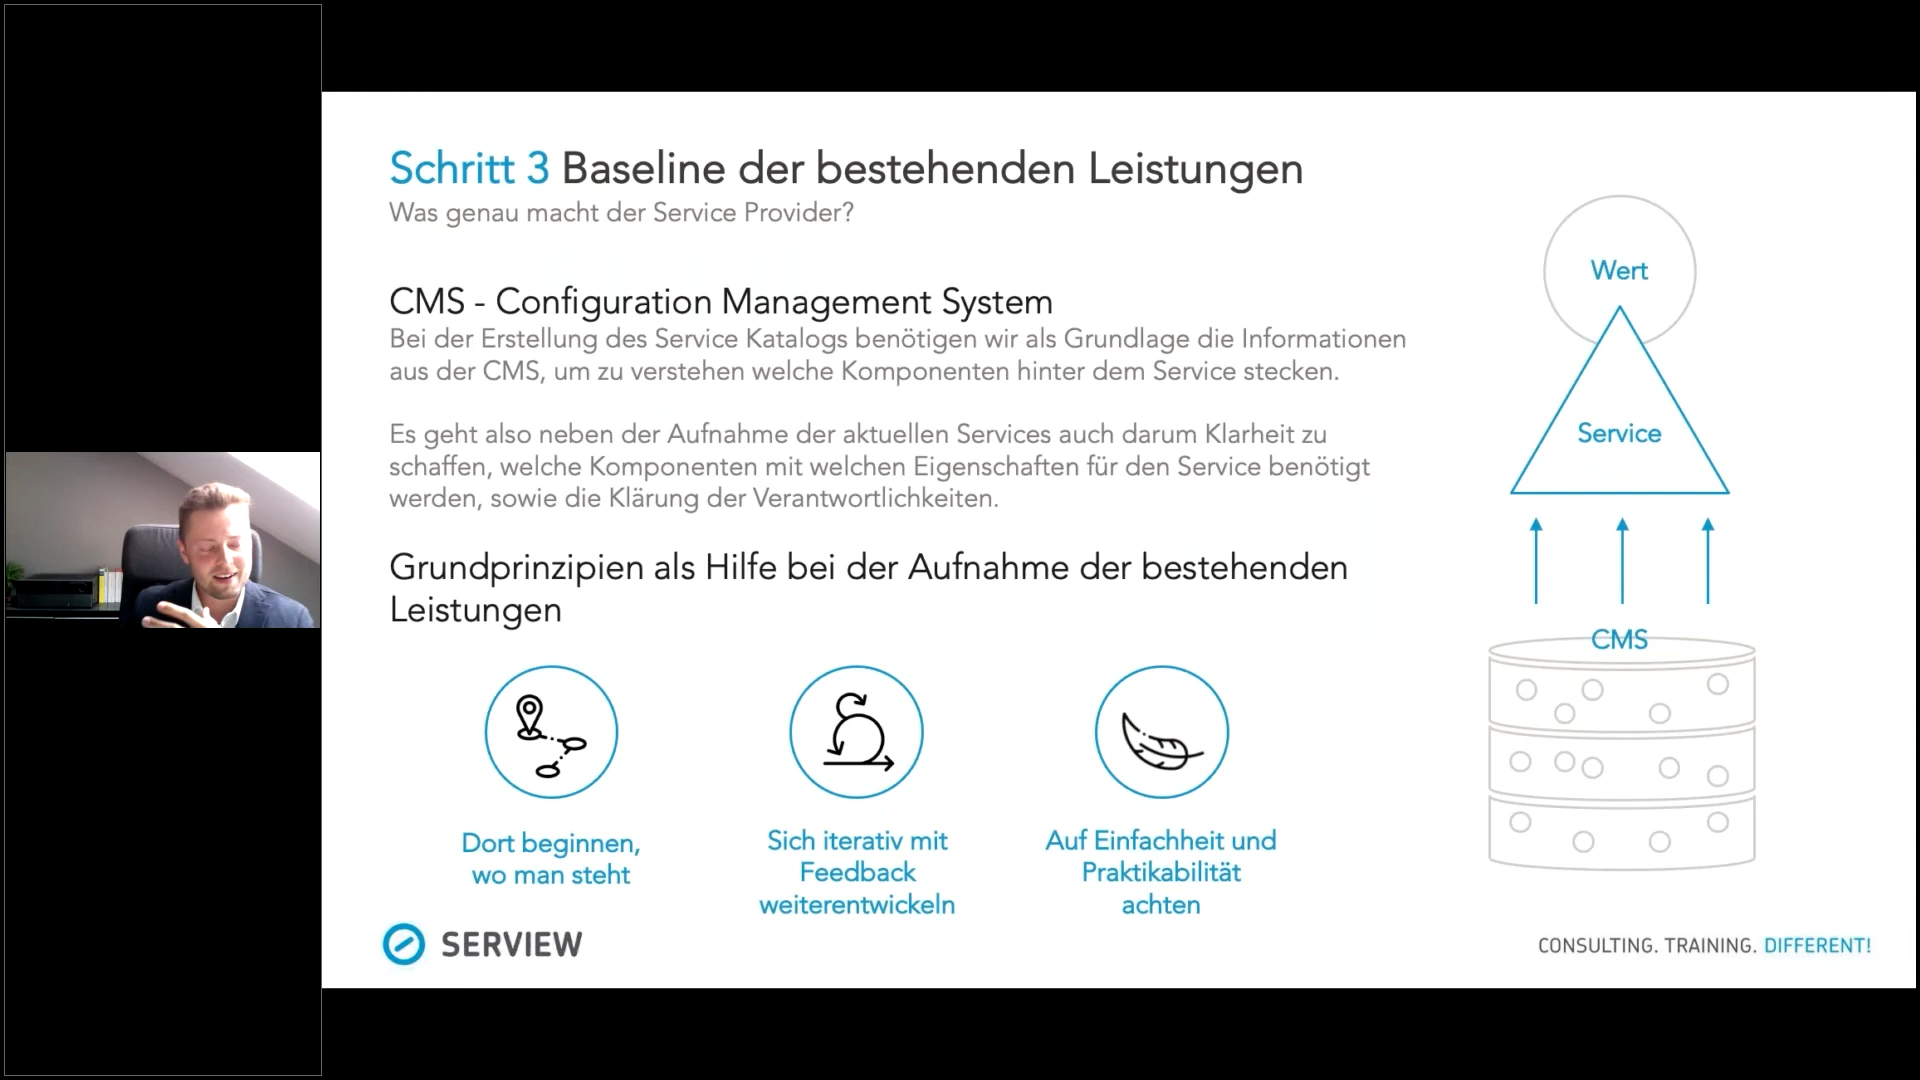 Schritt 3 Baseline der bestehenden Leistungen
Was genau macht der Service Provider?
CMS - Configuration Management System
Bei der Erstellung des Service Katalogs benötigen wir als Grundlage die Informationen
aus der CMS, um zu verstehen welche Komponenten hinter dem Service stecken.
Es geht also neben der Aufnahme der aktuellen Services auch darum Klarheit zu
schaffen, welche Komponenten mit welchen Eigenschaften für den Service benötigt
werden, sowie die Klärung der Verantwortlichkeiten.
Grundprinzipien als Hilfe bei der Aufnahme der bestehenden
Leistungen
Dort beginnen,
wo man steht
Sich iterativ mit
Feedback
weiterentwickeln
Auf Einfachheit und
Praktikabilität
achten
Wert
Service
CMS
SERVIEW
CONSULTING. TRAINING. DIFFERENT!